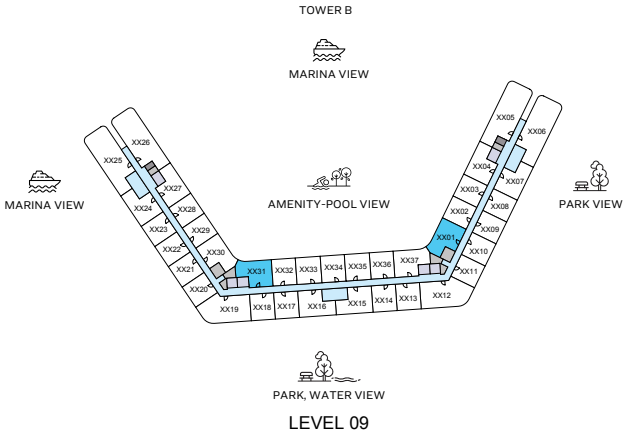 TOWER B
MARINA VIEW
XX05
XX06
XX26
XX25
XX04
XX07
XX27
XX03
MARINA VIEW
AMENITY-POOL VIEW
PARK VIEW
XX24
XX28
XX02
XX08
XX23
XX29
XX01
XX09
XX22
XX30
XX10
XX21
XX31
XX32
XX33
XX34
XX35
XX36
XX37
XX11
XX20
XX19
XX18
XX17
XX16
XX15
XX14
XX13
XX12
PARK, WATER VIEW
LEVEL 09